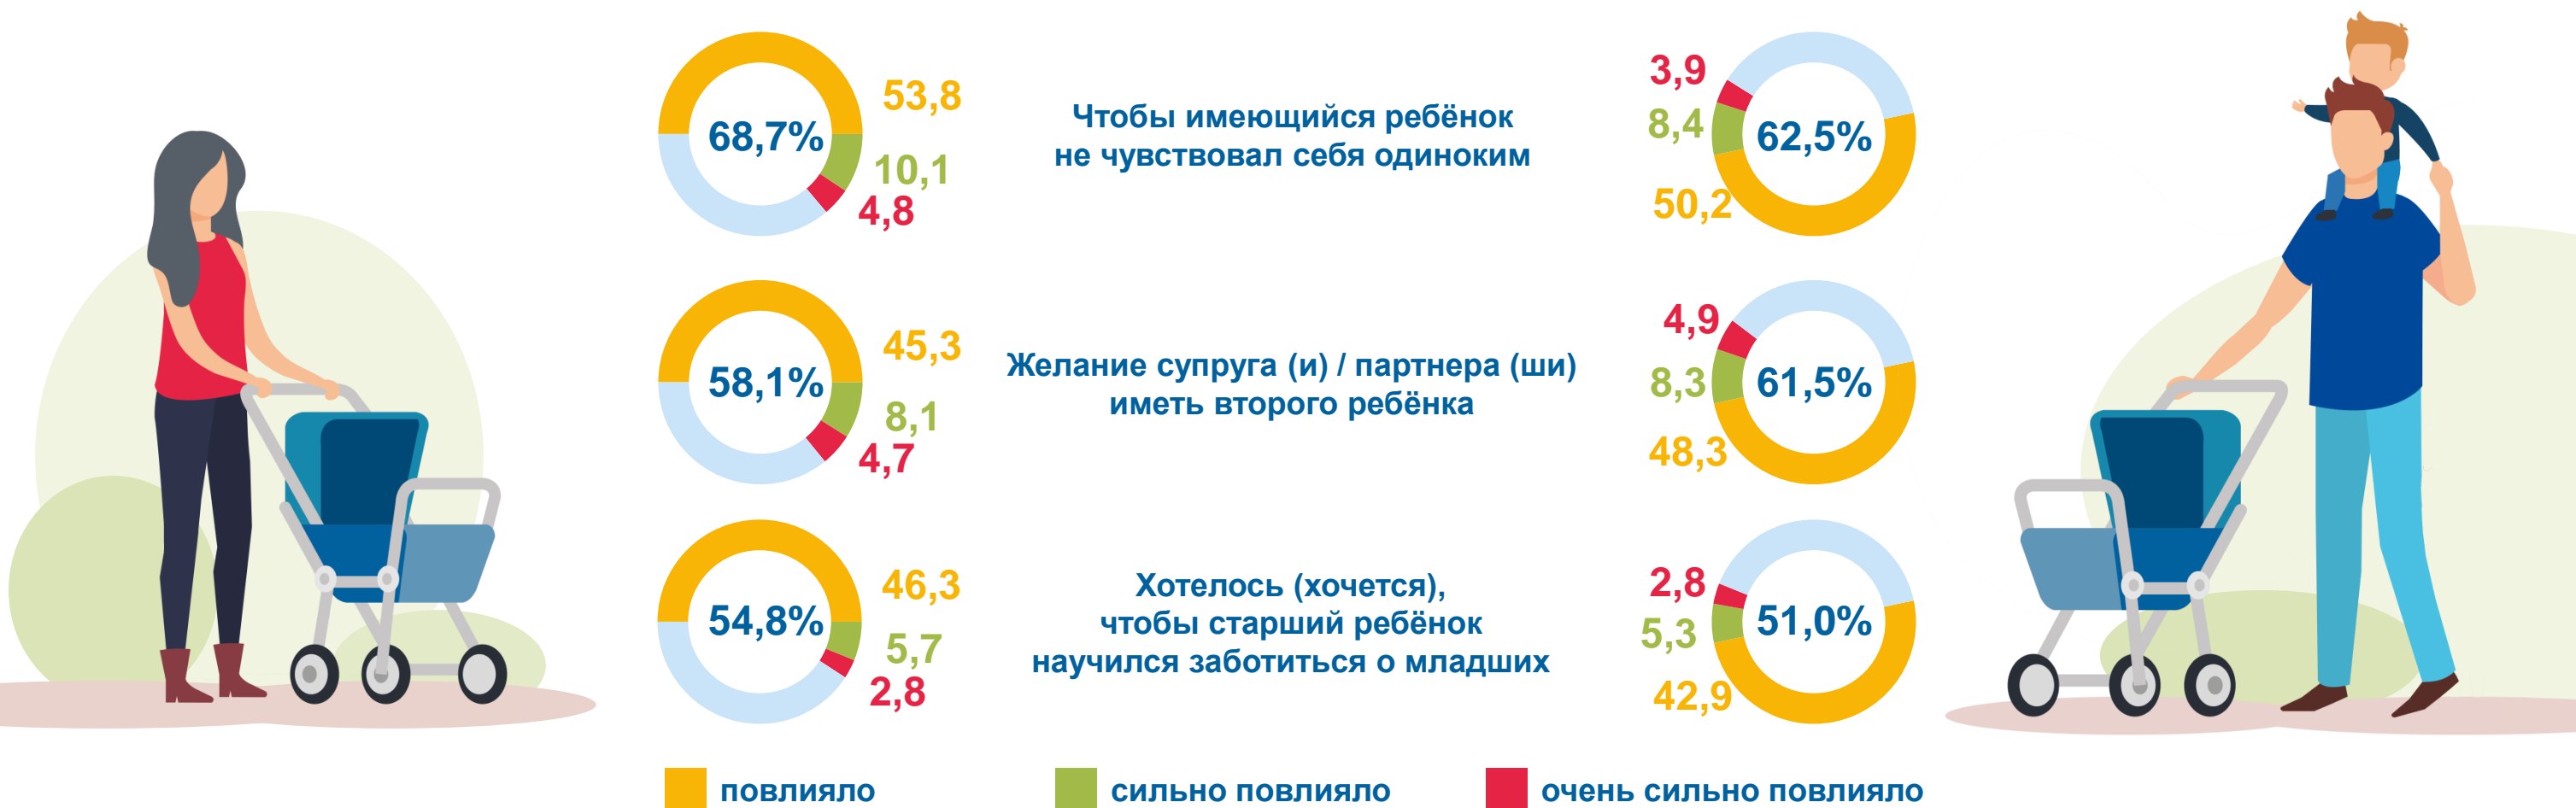 53,8
68,7%
10,1
4,8
Чтобы имеющийся ребёнок
не чувствовал себя одиноким
3,9
8,4
62,5%
50,2
45,3
58,1%
8,1
4,7
Желание супруга (и) / партнера (ши)
иметь второго ребёнка
4,9
8,3
61,5%
48,3
46,3
54,8%
5,7
2,8
Хотелось (хочется),
чтобы старший ребёнок
научился заботиться о младших
2,8
5,3
51,0%
42,9
повлияло
сильно повлияло
очень сильно повлияло